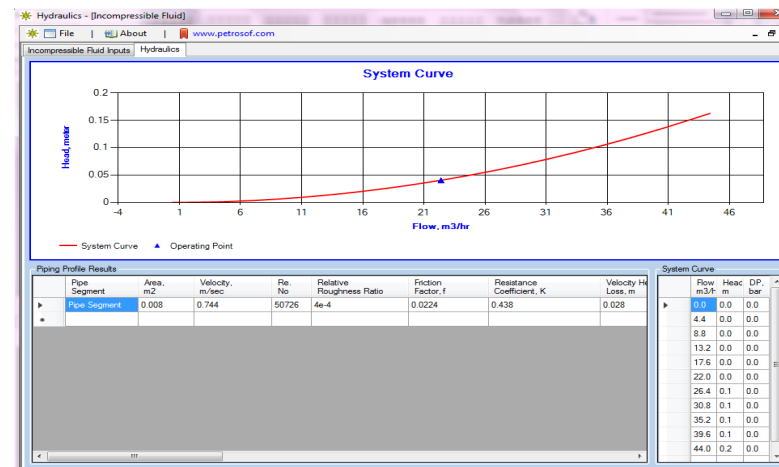 Hydraulics - [Incompressible Fluid]
File | About | www.petrosof.com
Incompressible Fluid Inputs Hydraulics
System Curve
0.2
0.15
0.1
0.05
0
Head, meter
-4 1 6 11 16 21 26 31 36 41 46
Flow, m3/hr
System Curve Operating Point
Piping Profile Results
Pipe Segment Area, m2 Velocity, m/sec Re. No Relative Roughness Ratio Friction Factor, f Resistance Coefficient, K Velocity He Loss, m
Pipe Segment 0.008 0.744 50726 4e-4 0.0224 0.438 0.028
System Curve
Flow m3/h Head m DP, bar
0.0 0.0 0.0
4.4 0.0 0.0
8.8 0.0 0.0
13.2 0.0 0.0
17.6 0.0 0.0
22.0 0.0 0.0
26.4 0.1 0.0
30.8 0.1 0.0
35.2 0.1 0.0
39.6 0.1 0.0
44.0 0.2 0.0